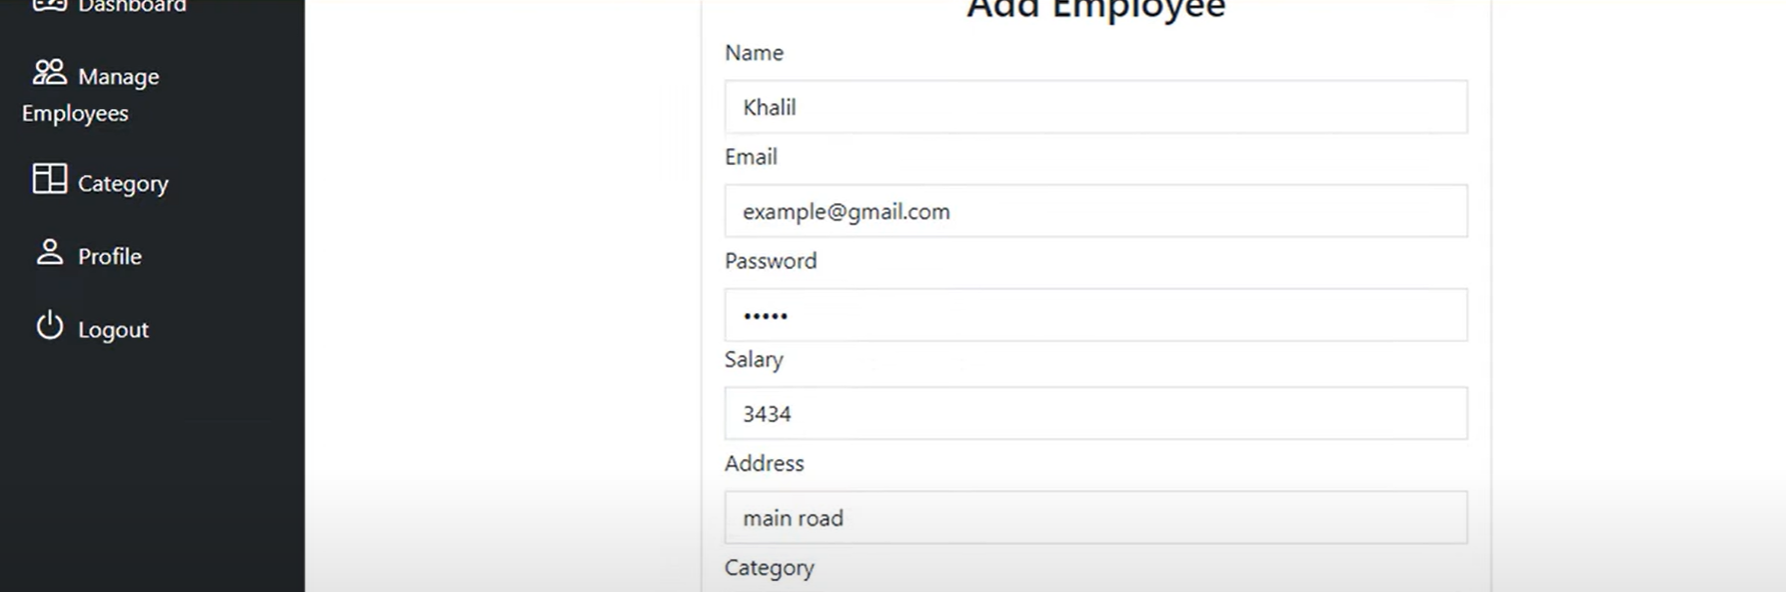 Dashboard
Manage
Employees
Category
Profile
Logout
Add Employee
Name
Khalil
Email
example@gmail.com
Password
•••••
Salary
3434
Address
main road
Category